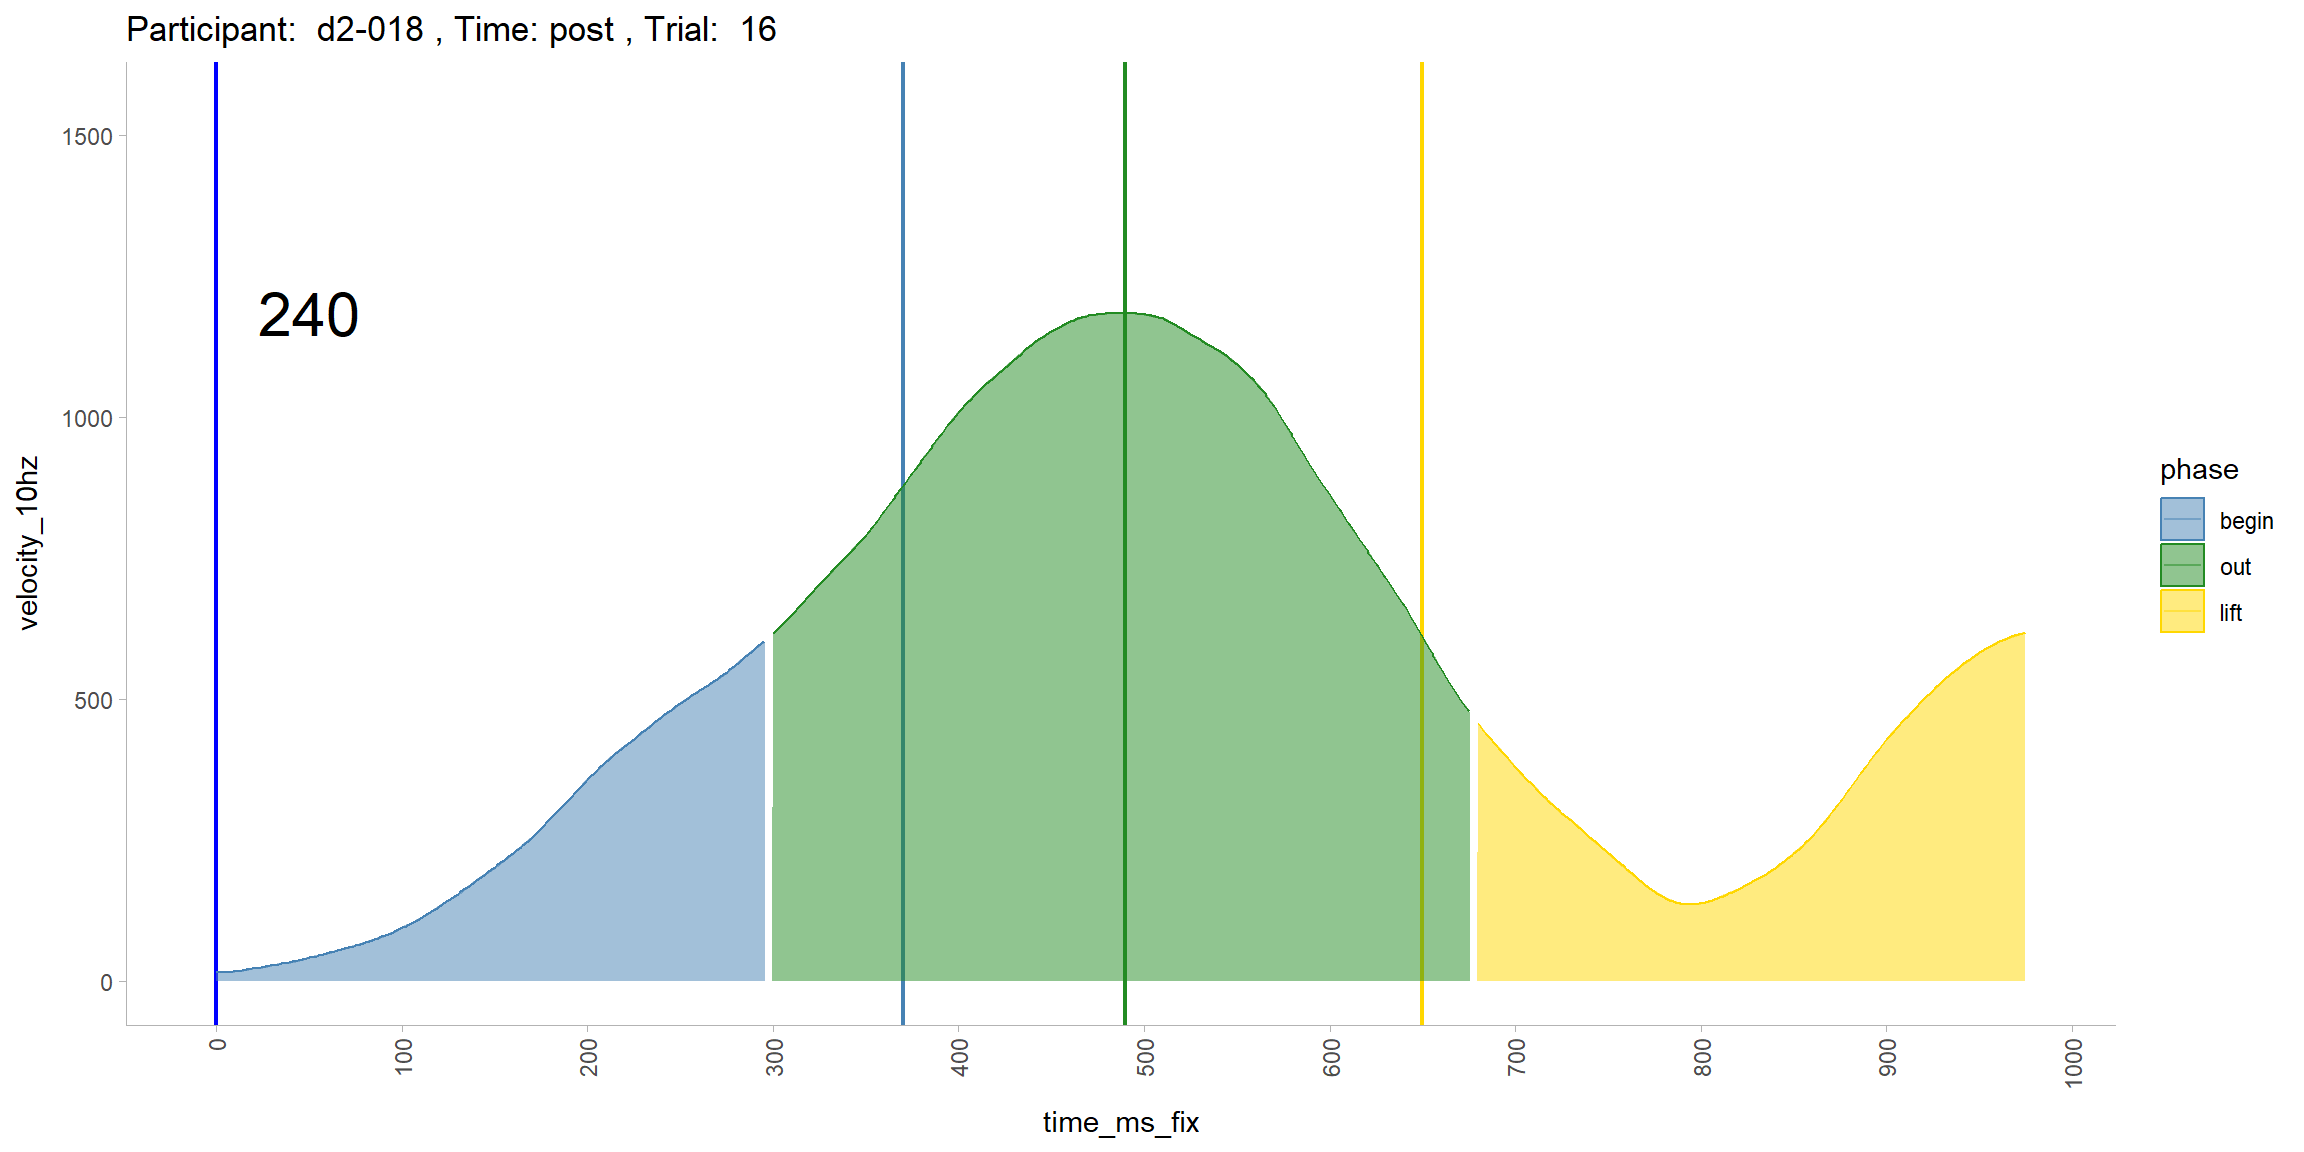 Participant:  d2-018 , Time: post , Trial:  16
1500
1000
500
0
velocity_10hz
240
0
100
200
300
400
500
600
700
800
900
1000
time_ms_fix
phase
begin
out
lift